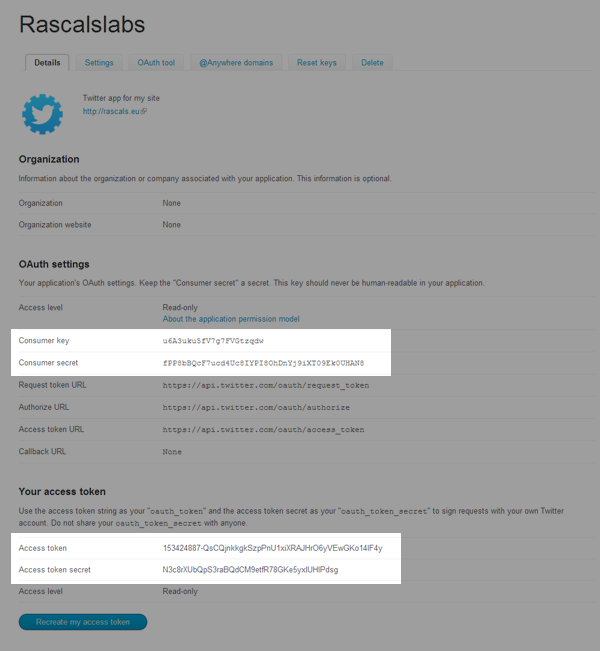 Rascalslabs
Details Settings OAuth tool @Anywhere domains Reset keys Delete
Twitter app for my site
http://rascals.eu
Organization
Information about the organization or company associated with your application. This information is optional.
Organization None
Organization website None
OAuth settings
Your application's OAuth settings. Keep the "Consumer secret" a secret. This key should never be human-readable in your application.
Access level Read-only
About the application permission model
Consumer key u6A3uku5fV7g7FVGtzqdw
Consumer secret
Request token URL https://api.twitter.com/oauth/request_token
Authorize URL https://api.twitter.com/oauth/authorize
Access token URL https://api.twitter.com/oauth/access_token
Callback URL None
Your access token
Use the access token string as your "oauth_token" and the access token secret as your "oauth_token_secret" to sign requests with your own Twitter
account. Do not share your oauth_token_secret with anyone.
Access token
Access token secret
Access level Read-only
Recreate my access token